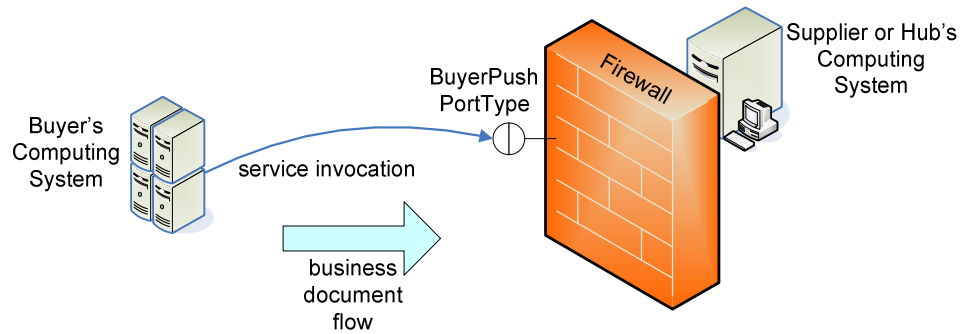 Buyer's
Computing
System
service invocation
business
document
flow
BuyerPush
PortType
Firewall
Supplier or Hub's
Computing
System